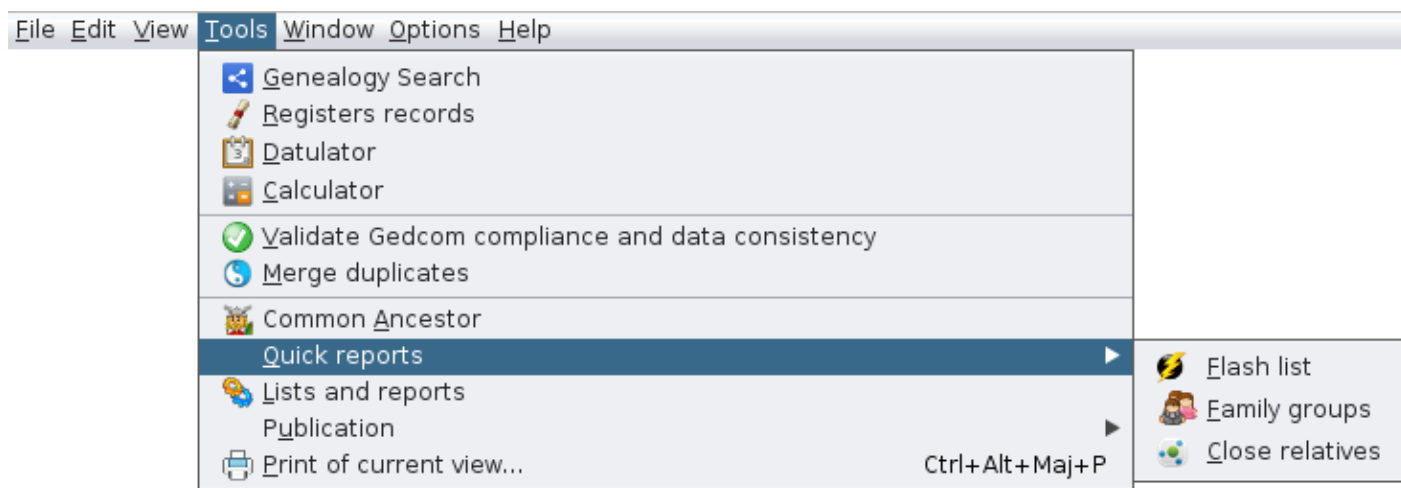 File Edit View Tools Window Options Help
Genealogy Search
Registers records
Datulator
Calculator
Validate Gedcom compliance and data consistency
Merge duplicates
Common Ancestor
Quick reports
Flash list
Family groups
Close relatives
Lists and reports
Publication
Print of current view... Ctrl+Alt+Maj+P